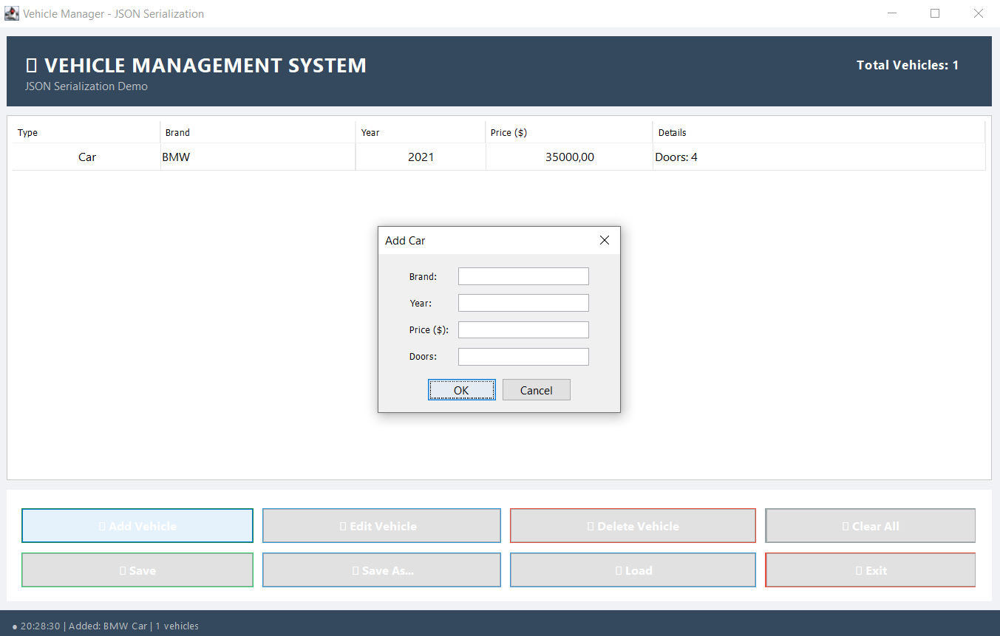 Vehicle Manager - JSON Serialization
VEHICLE MANAGEMENT SYSTEM
Total Vehicles: 1
JSON Serialization Demo
Type Brand Year Price ($) Details
Car BMW 2021 35000,00 Doors: 4
Add Car
Brand:
Year:
Price ($):
Doors:
OK Cancel
Add Vehicle Edit Vehicle Delete Vehicle Clear All
Save Save As... Load Exit
● 20:28:30 | Added: BMW Car | 1 vehicles